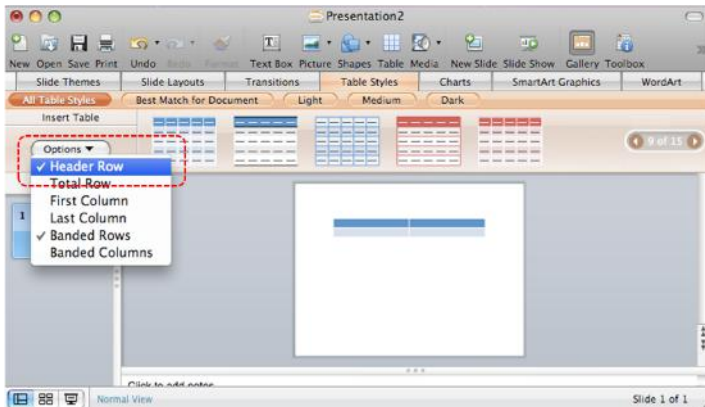 Presentation2
New Open Save Print Undo Redo Format Text Box Picture Shapes Table Media New Slide Slide Show Gallery Toolbox
Slide Themes Slide Layouts Transitions Table Styles Charts SmartArt Graphics WordArt
All Table Styles Best Match for Document Light Medium Dark
Insert Table
Options
9 of 15
✓ Header Row
Total Row
First Column
1
Last Column
✓ Banded Rows
Banded Columns
Click to add notes
Normal View Slide 1 of 1